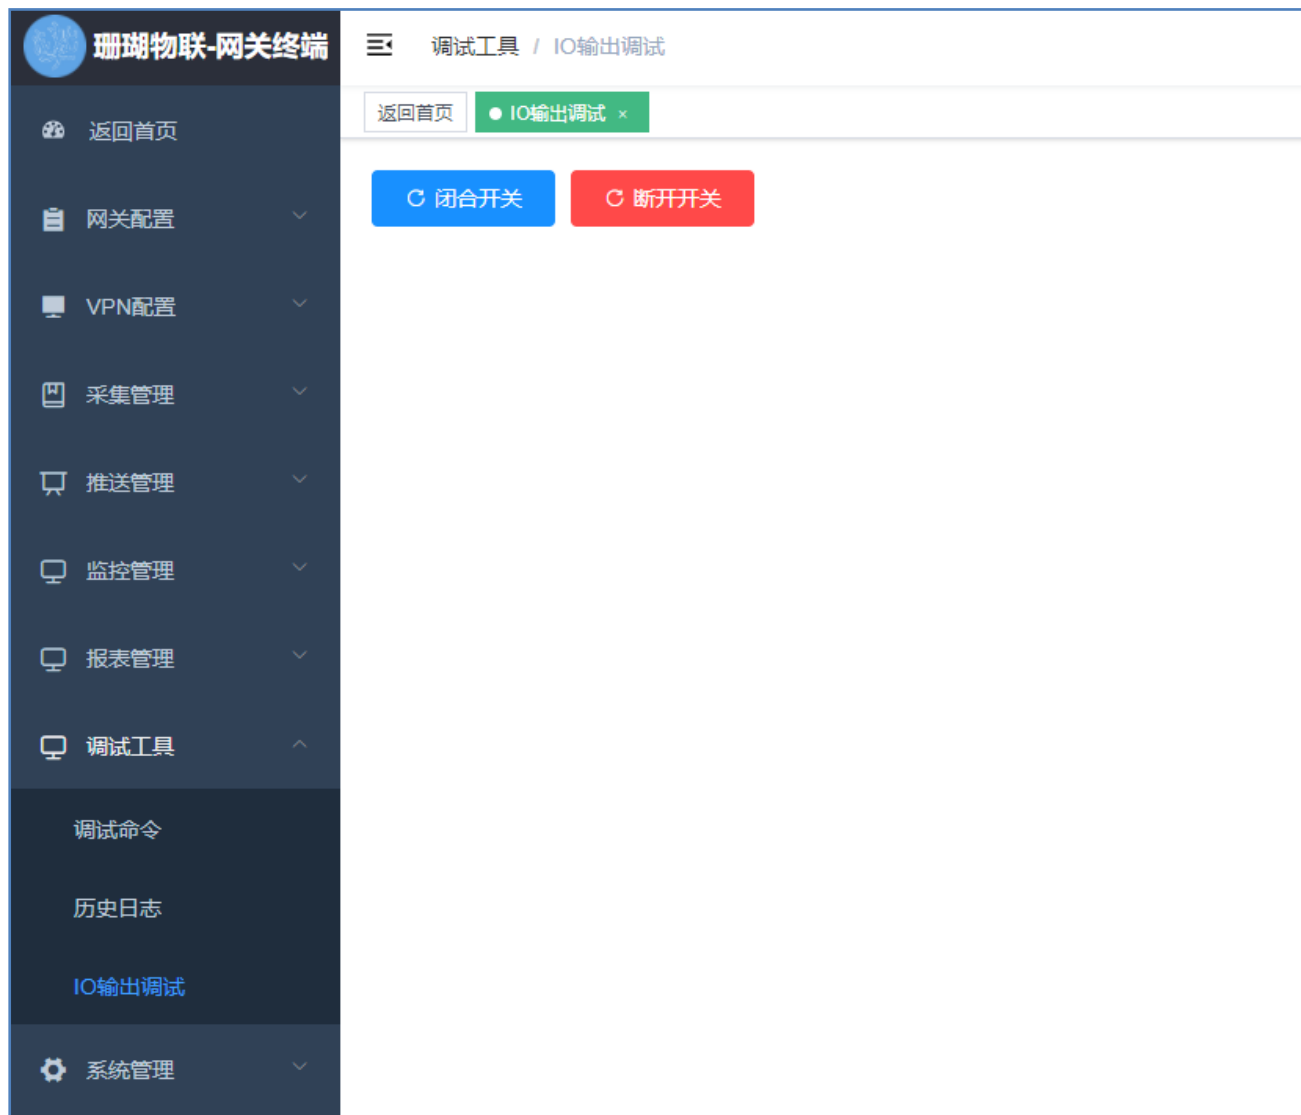 珊瑚物联-网关终端
调试工具 / IO输出调试
返回首页
IO输出调试 ×
返回首页
闭合开关
断开开关
网关配置
VPN配置
采集管理
推送管理
监控管理
报表管理
调试工具
调试命令
历史日志
IO输出调试
系统管理